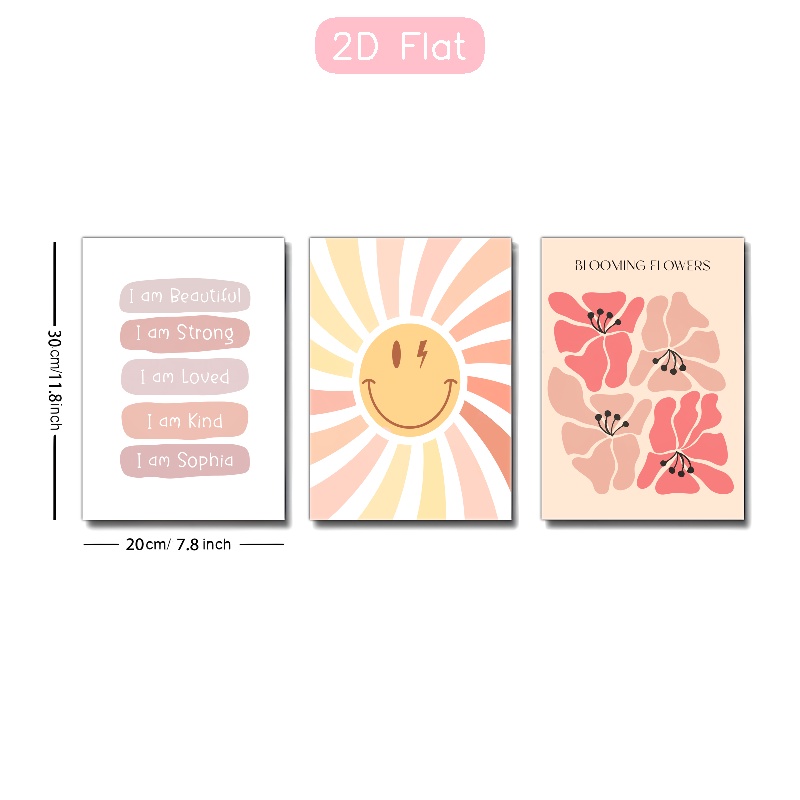 2D Flat
BLOOMING FLOWERS
I am Beautiful
I am Strong
I am Loved
I am Kind
I am Sophia
30cm/11.8inch
20cm/ 7.8 inch